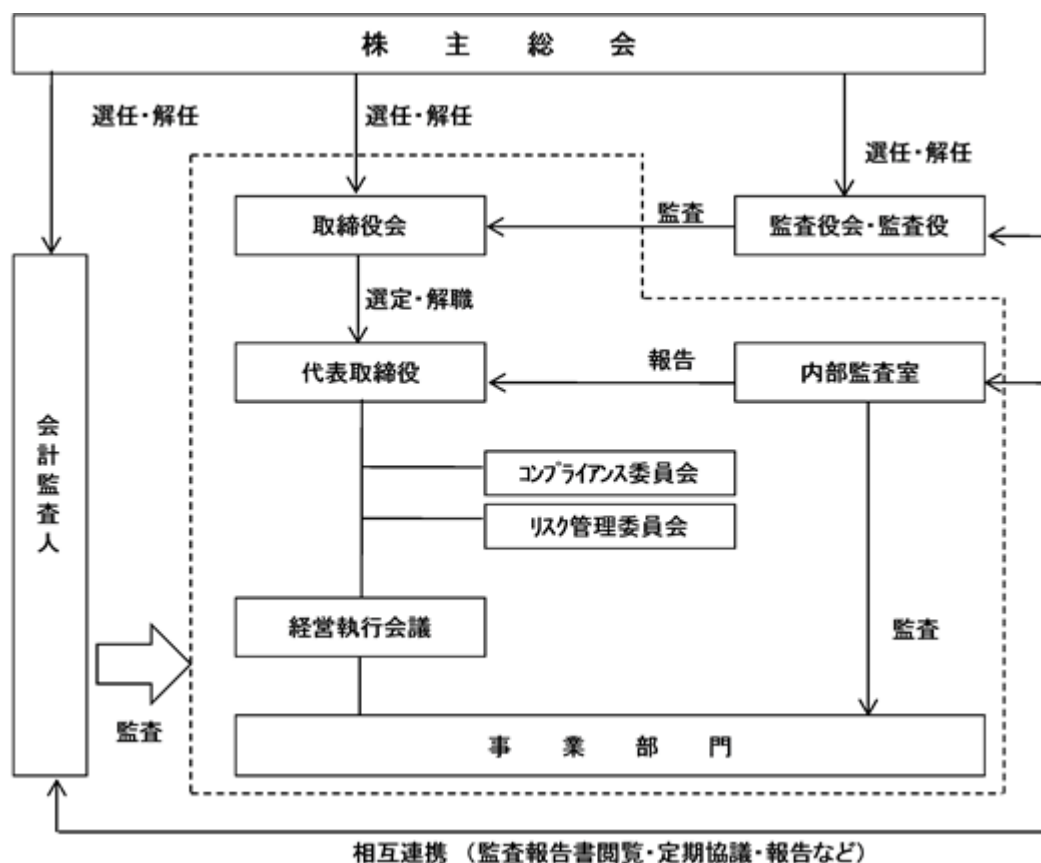 株主総会
選任・解任
選任・解任
選任・解任
取締役会
監査
監査役会・監査役
選定・解職
代表取締役
報告
内部監査室
会計監査人
コンプライアンス委員会
リスク管理委員会
経営執行会議
監査
監査
事業部門
相互連携 （監査報告書閲覧・定期協議・報告など）